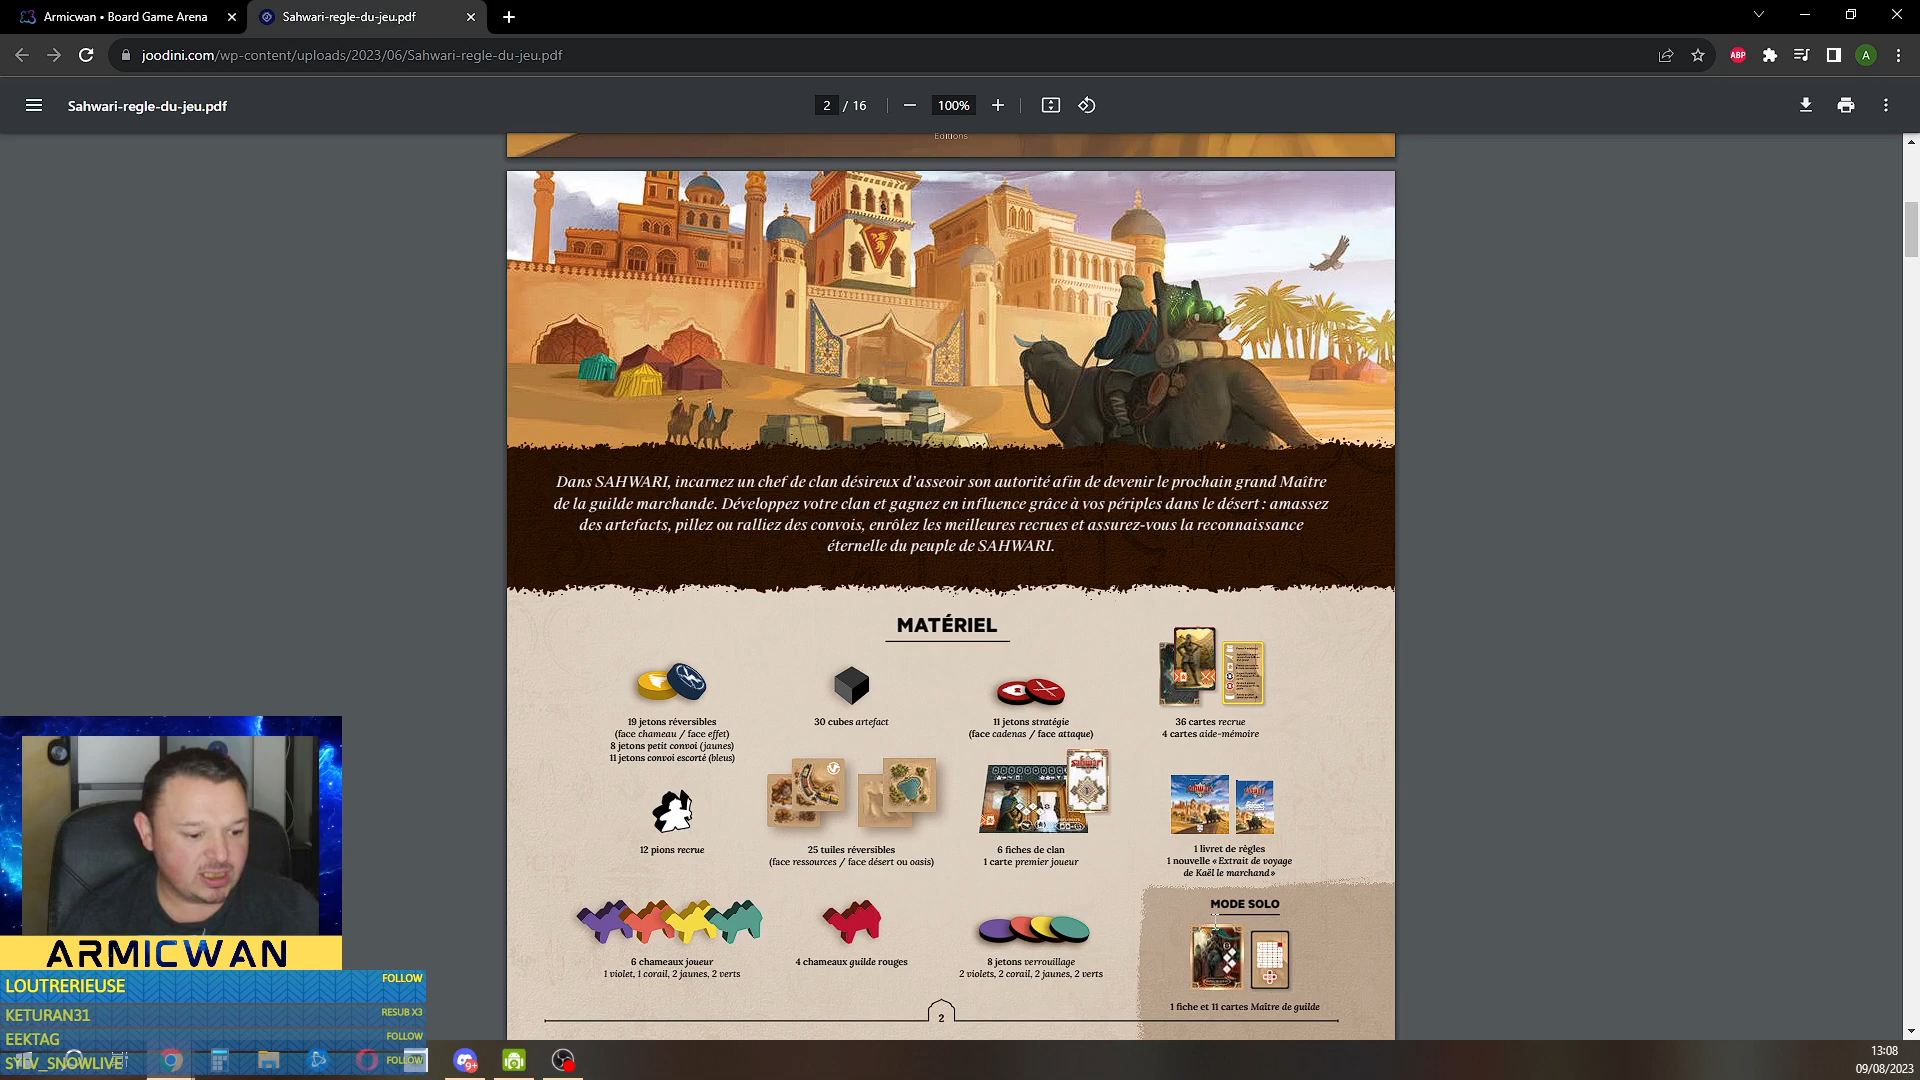 Armicwan • Board Game Arena
Sahwari-regle-du-jeu.pdf
joodini.com/wp-content/uploads/2023/06/Sahwari-regle-du-jeu.pdf
ABP
A
Sahwari-regle-du-jeu.pdf
2 / 16
100%
Editions
Dans SAHWARI, incarnez un chef de clan désireux d'asseoir son autorité afin de devenir le prochain grand Maître
de la guilde marchande. Développez votre clan et gagnez en influence grâce à vos périples dans le désert : amassez
des artefacts, pillez ou ralliez des convois, enrôlez les meilleures recrues et assurez-vous la reconnaissance
éternelle du peuple de SAHWARI.
MATÉRIEL
19 jetons réversibles
(face chameau / face effet)
8 jetons petit convoi (jaunes)
11 jetons convoi escorté (bleus)
30 cubes artefact
11 jetons stratégie
(face cadenas / face attaque)
36 cartes recrue
4 cartes aide-mémoire
12 pions recrue
25 tuiles réversibles
(face ressources / face désert ou oasis)
6 fiches de clan
1 carte premier joueur
1 livret de règles
1 nouvelle « Extrait de voyage
de Kaël le marchand »
6 chameaux joueur
1 violet, 1 corail, 2 jaunes, 2 verts
4 chameaux guilde rouges
8 jetons verrouillage
2 violets, 2 corail, 2 jaunes, 2 verts
MODE SOLO
1 fiche et 11 cartes Maître de guilde
2
ARMICWAN
LOUTRERIEUSE
FOLLOW
KETURAN31
RESUB X3
EEKTAG
FOLLOW
SYLV_SNOWLIVE
FOLLOW
9+
13:08
09/08/2023